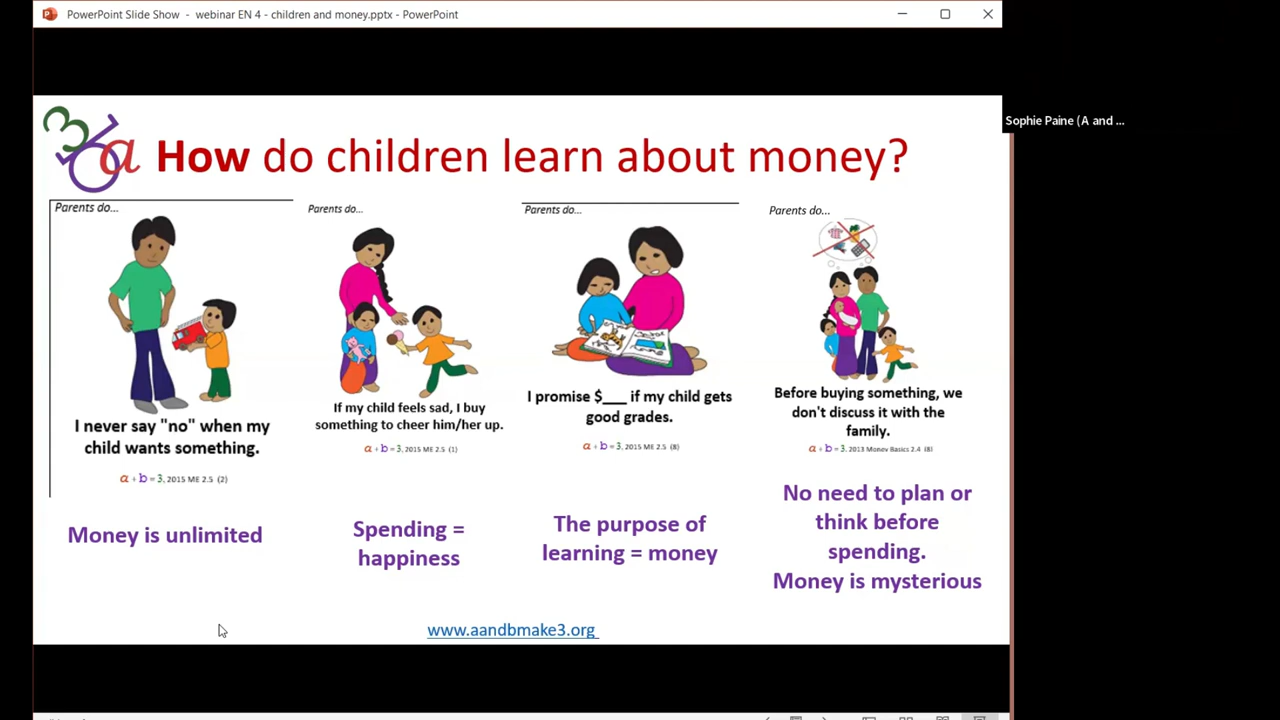 PowerPoint Slide Show - webinar EN 4 - children and money.pptx - PowerPoint
Sophie Paine (A and ...
How do children learn about money?
Parents do...
I never say "no" when my
child wants something.
a + b = 3, 2015 ME 2.5 (2)
Money is unlimited
Parents do...
If my child feels sad, I buy
something to cheer him/her up.
a + b = 3, 2015 ME 2.5 (1)
Spending =
happiness
Parents do...
I promise $___ if my child gets
good grades.
a + b = 3, 2015 ME 2.5 (8)
The purpose of
learning = money
Parents do...
Before buying something, we
don't discuss it with the
family.
a + b = 3, 2013 Money Basics 2.4 (8)
No need to plan or
think before
spending.
Money is mysterious
www.aandbmake3.org